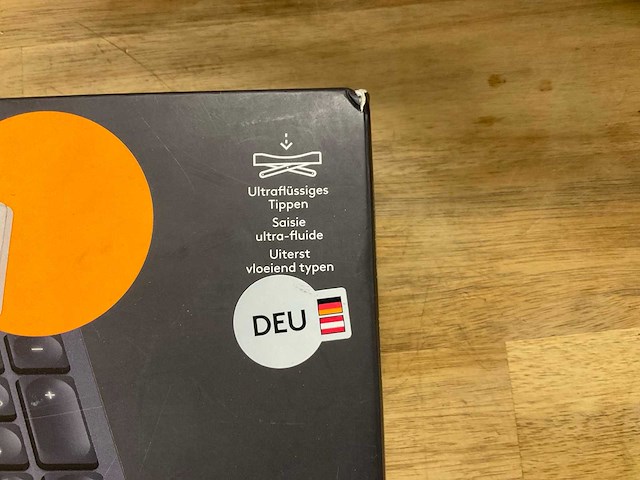 Ultraflüssiges
Tippen
Saisie
ultra-fluide
Uiterst
vloeiend typen
DEU
-
+